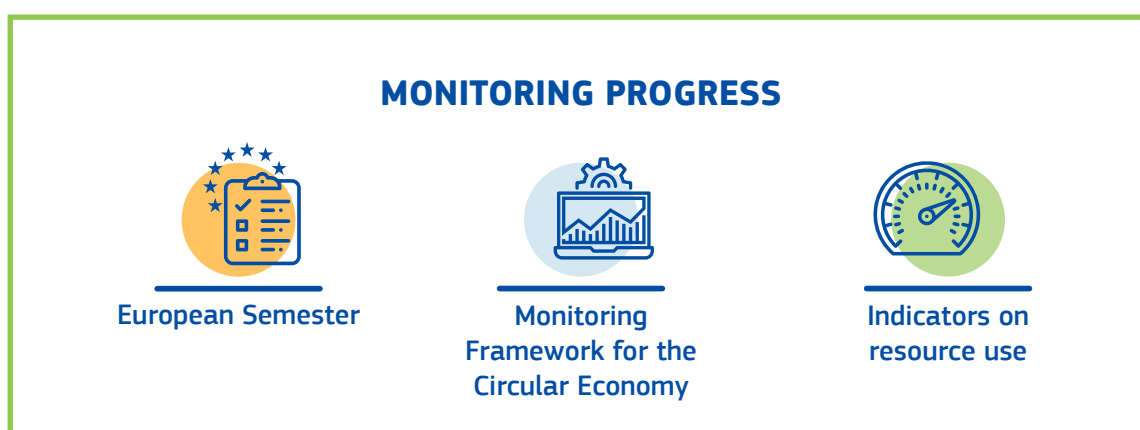 MONITORING PROGRESS
European Semester
Monitoring
Framework for the
Circular Economy
Indicators on
resource use